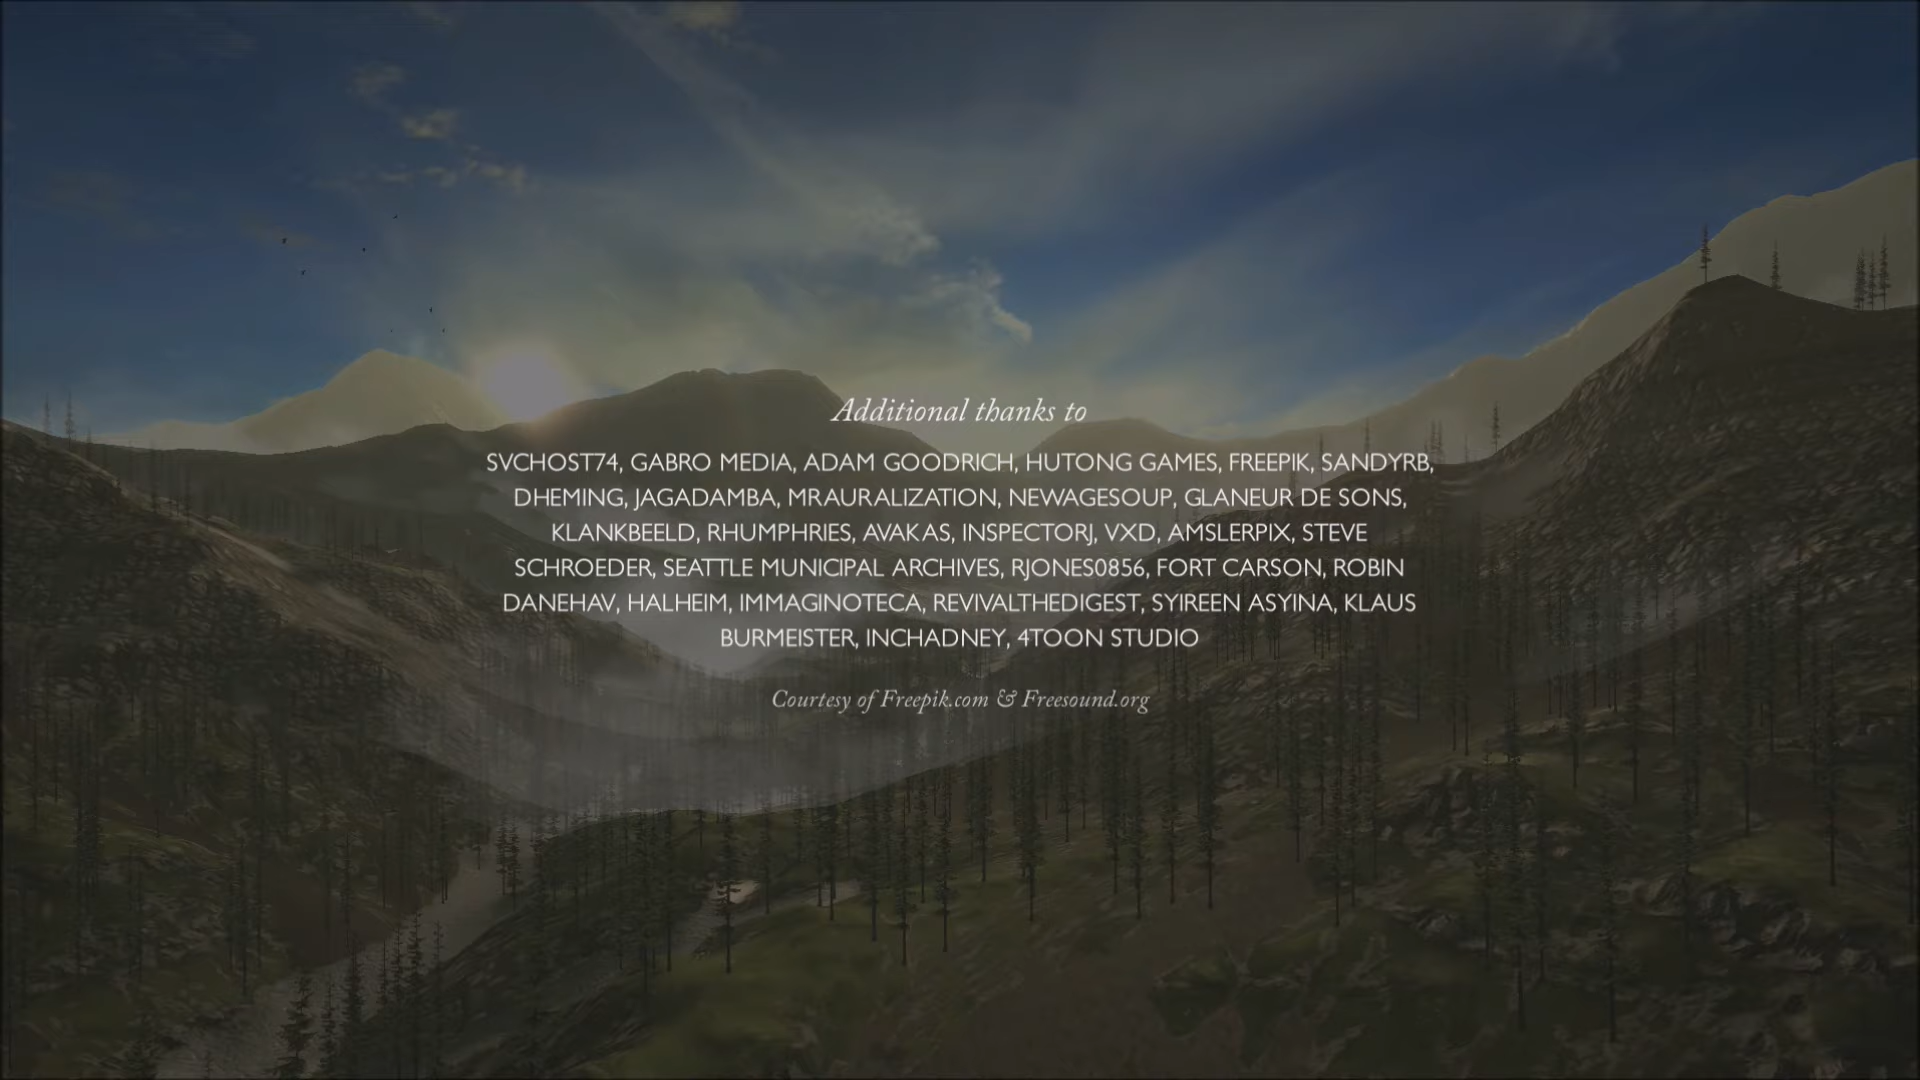 Additional thanks to
SVCHOST74, GABRO MEDIA, ADAM GOODRICH, HUTONG GAMES, FREEPIK, SANDYRB,
DHEMING, JAGADAMBA, MRAURALIZATION, NEWAGESOUP, GLANEUR DE SONS,
KLANKBEELD, RHUMPHRIES, AVAKAS, INSPECTORJ, VXD, AMSLERPIX, STEVE
SCHROEDER, SEATTLE MUNICIPAL ARCHIVES, RJONES0856, FORT CARSON, ROBIN
DANEHAV, HALHEIM, IMMAGINOTECA, REVIVALTHEDIGEST, SYIREEN ASYINA, KLAUS
BURMEISTER, INCHADNEY, 4TOON STUDIO
Courtesy of Freepik.com & Freesound.org